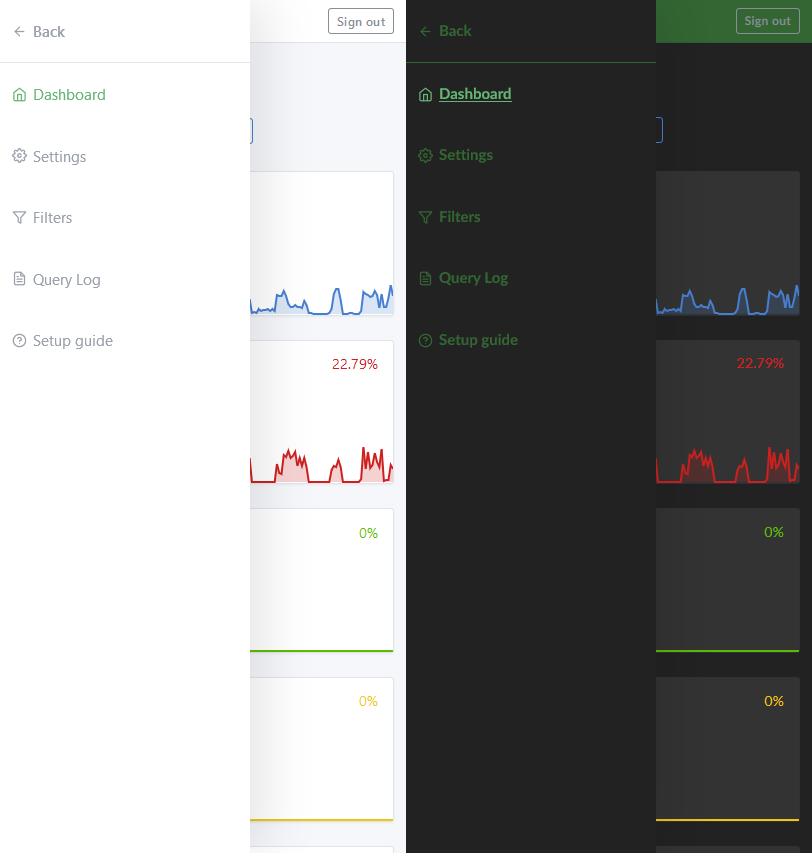 Back
Sign out
Dashboard
Settings
Filters
Query Log
Setup guide
22.79%
0%
0%
Back
Sign out
Dashboard
Settings
Filters
Query Log
Setup guide
22.79%
0%
0%